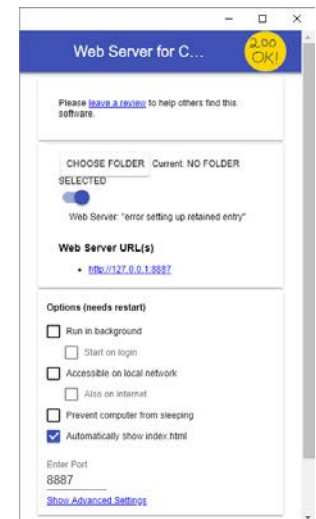 Web Server for C...
200
OK!
Please leave a review to help others find this
software.
CHOOSE FOLDER Current: NO FOLDER
SELECTED
Web Server: "error setting up retained entry"
Web Server URL(s)
http://127.0.0.1:8887
Options (needs restart)
Run in background
Start on login
Accessible on local network
Also on internet
Prevent computer from sleeping
Automatically show index.html
Enter Port
8887
Show Advanced Settings